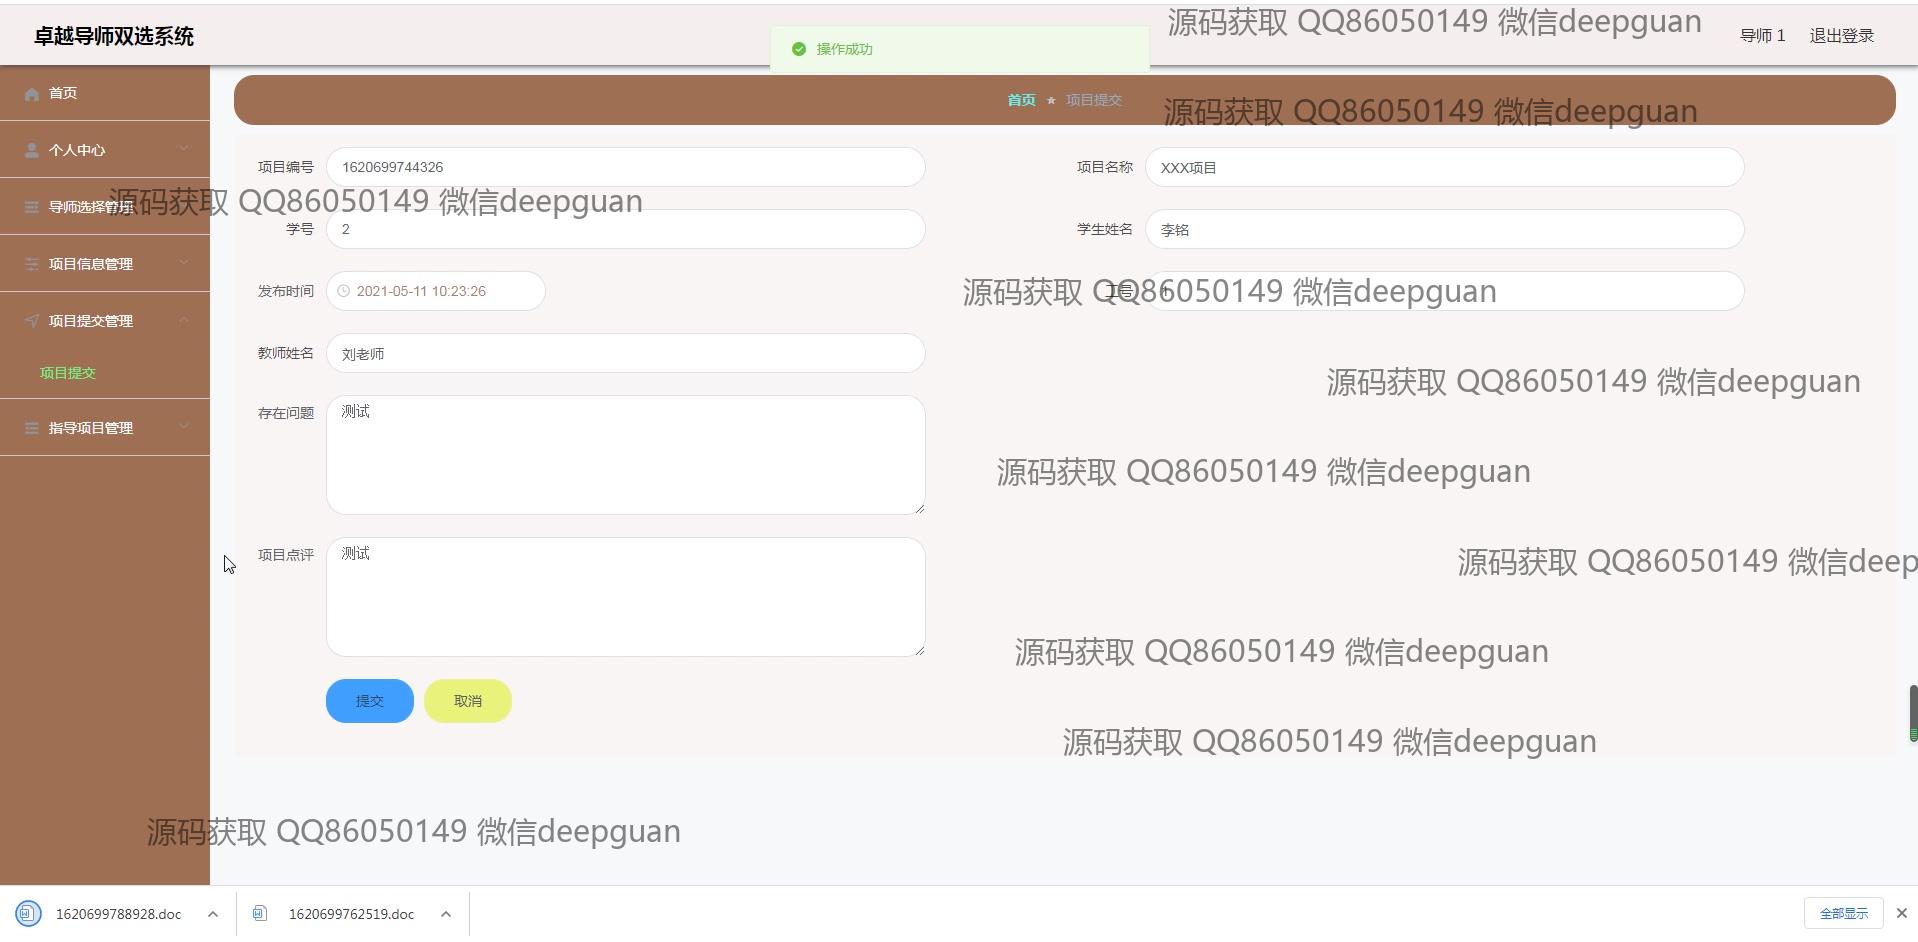 源码获取 QQ86050149 微信deepguan
卓越导师双选系统
操作成功
导师 1
退出登录
首页
首页
项目提交
源码获取 QQ86050149 微信deepguan
个人中心
项目编号
1620699744326
项目名称
XXX项目
源码获取 QQ86050149 微信deepguan
导师选择管理
学号
2
学生姓名
李铭
项目信息管理
发布时间
2021-05-11 10:23:26
源码获取 QQ86050149 微信deepguan
工号
1
项目提交管理
教师姓名
刘老师
项目提交
源码获取 QQ86050149 微信deepguan
存在问题
测试
指导项目管理
源码获取 QQ86050149 微信deepguan
项目点评
测试
源码获取 QQ86050149 微信deep
源码获取 QQ86050149 微信deepguan
提交
取消
源码获取 QQ86050149 微信deepguan
源码获取 QQ86050149 微信deepguan
1620699788928.doc
1620699762519.doc
全部显示